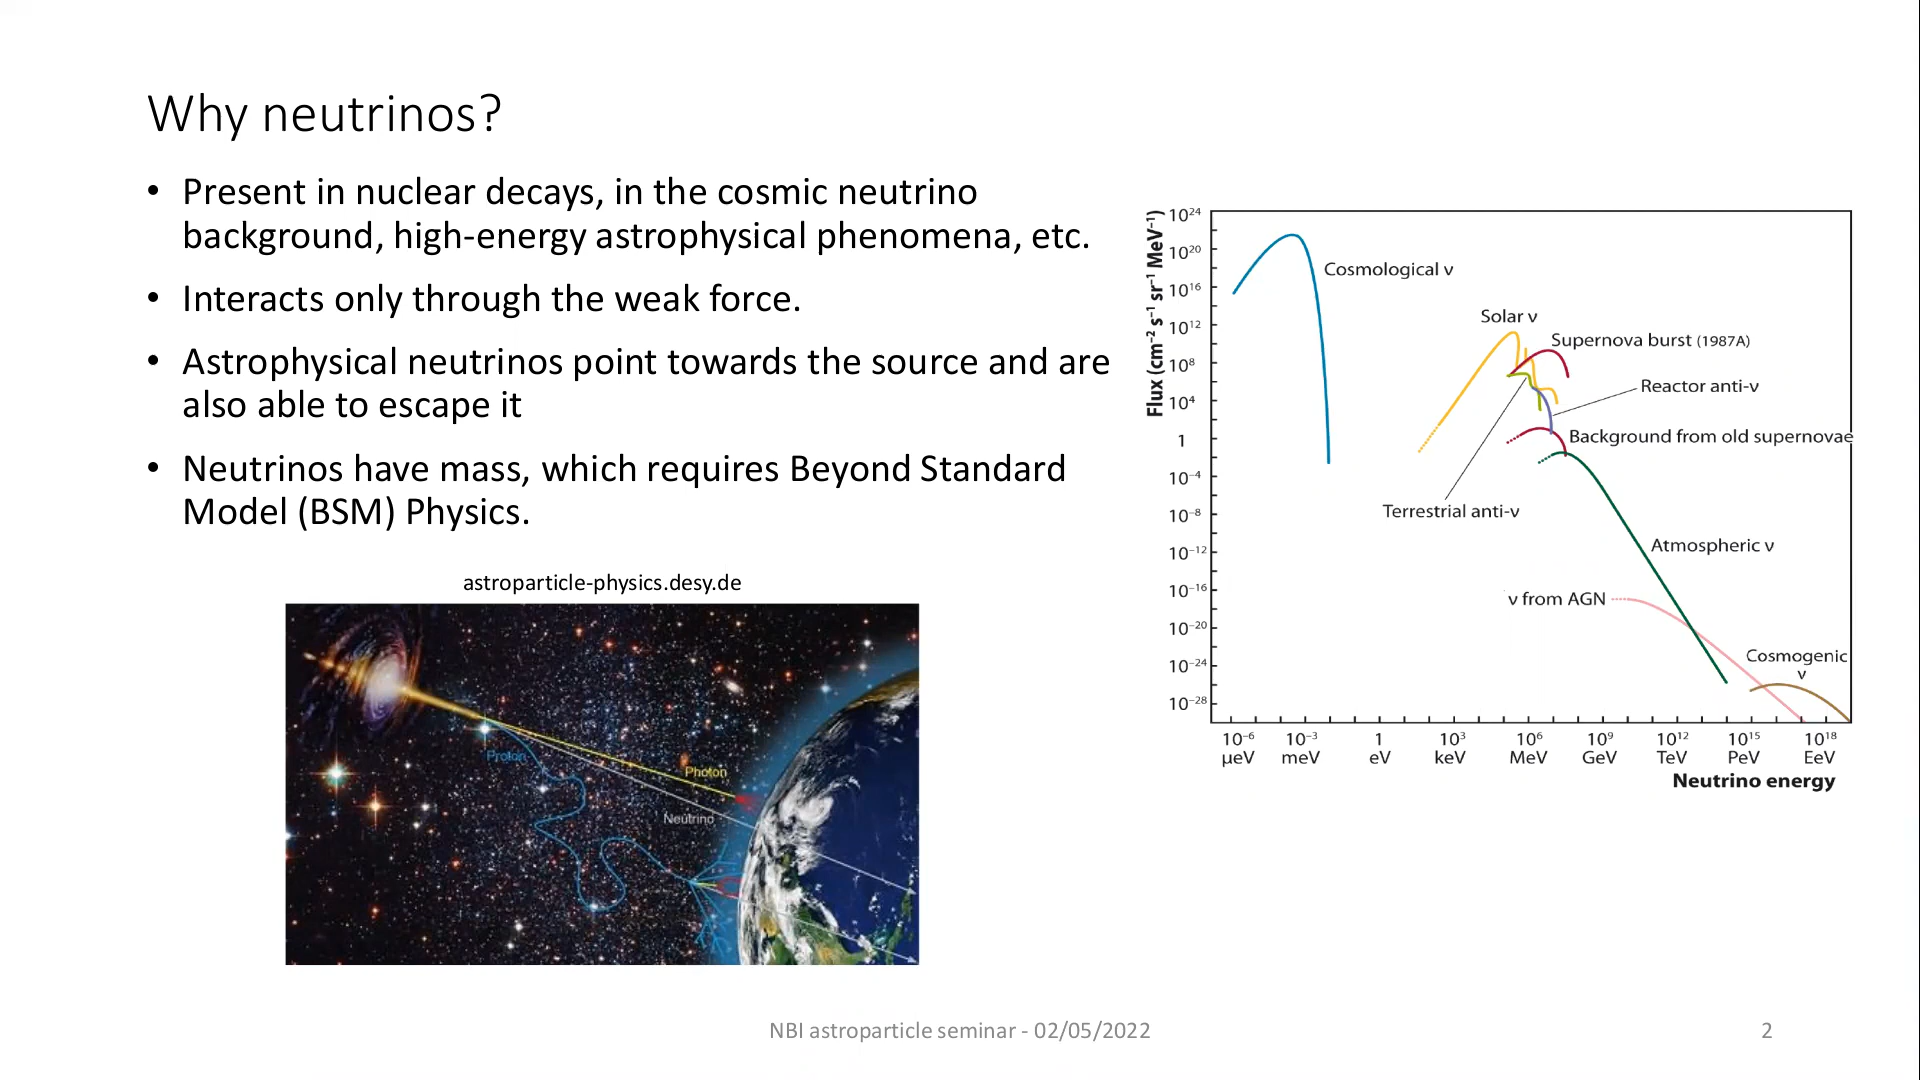 Why neutrinos?
• Present in nuclear decays, in the cosmic neutrino
background, high-energy astrophysical phenomena, etc.
• Interacts only through the weak force.
• Astrophysical neutrinos point towards the source and are
also able to escape it
• Neutrinos have mass, which requires Beyond Standard
Model (BSM) Physics.
astroparticle-physics.desy.de
Proton
Photon
Neutrino
Flux (cm⁻² s⁻¹ sr⁻¹ MeV⁻¹)
10²⁴
10²⁰
10¹⁶
10¹²
10⁸
10⁴
1
10⁻⁴
10⁻⁸
10⁻¹²
10⁻¹⁶
10⁻²⁰
10⁻²⁴
10⁻²⁸
Cosmological ν
Solar ν
Supernova burst (1987A)
Reactor anti-ν
Background from old supernovae
Terrestrial anti-ν
Atmospheric ν
ν from AGN
Cosmogenic
ν
10⁻⁶ 10⁻³ 1 10³ 10⁶ 10⁹ 10¹² 10¹⁵ 10¹⁸
μeV meV eV keV MeV GeV TeV PeV EeV
Neutrino energy
NBI astroparticle seminar - 02/05/2022
2